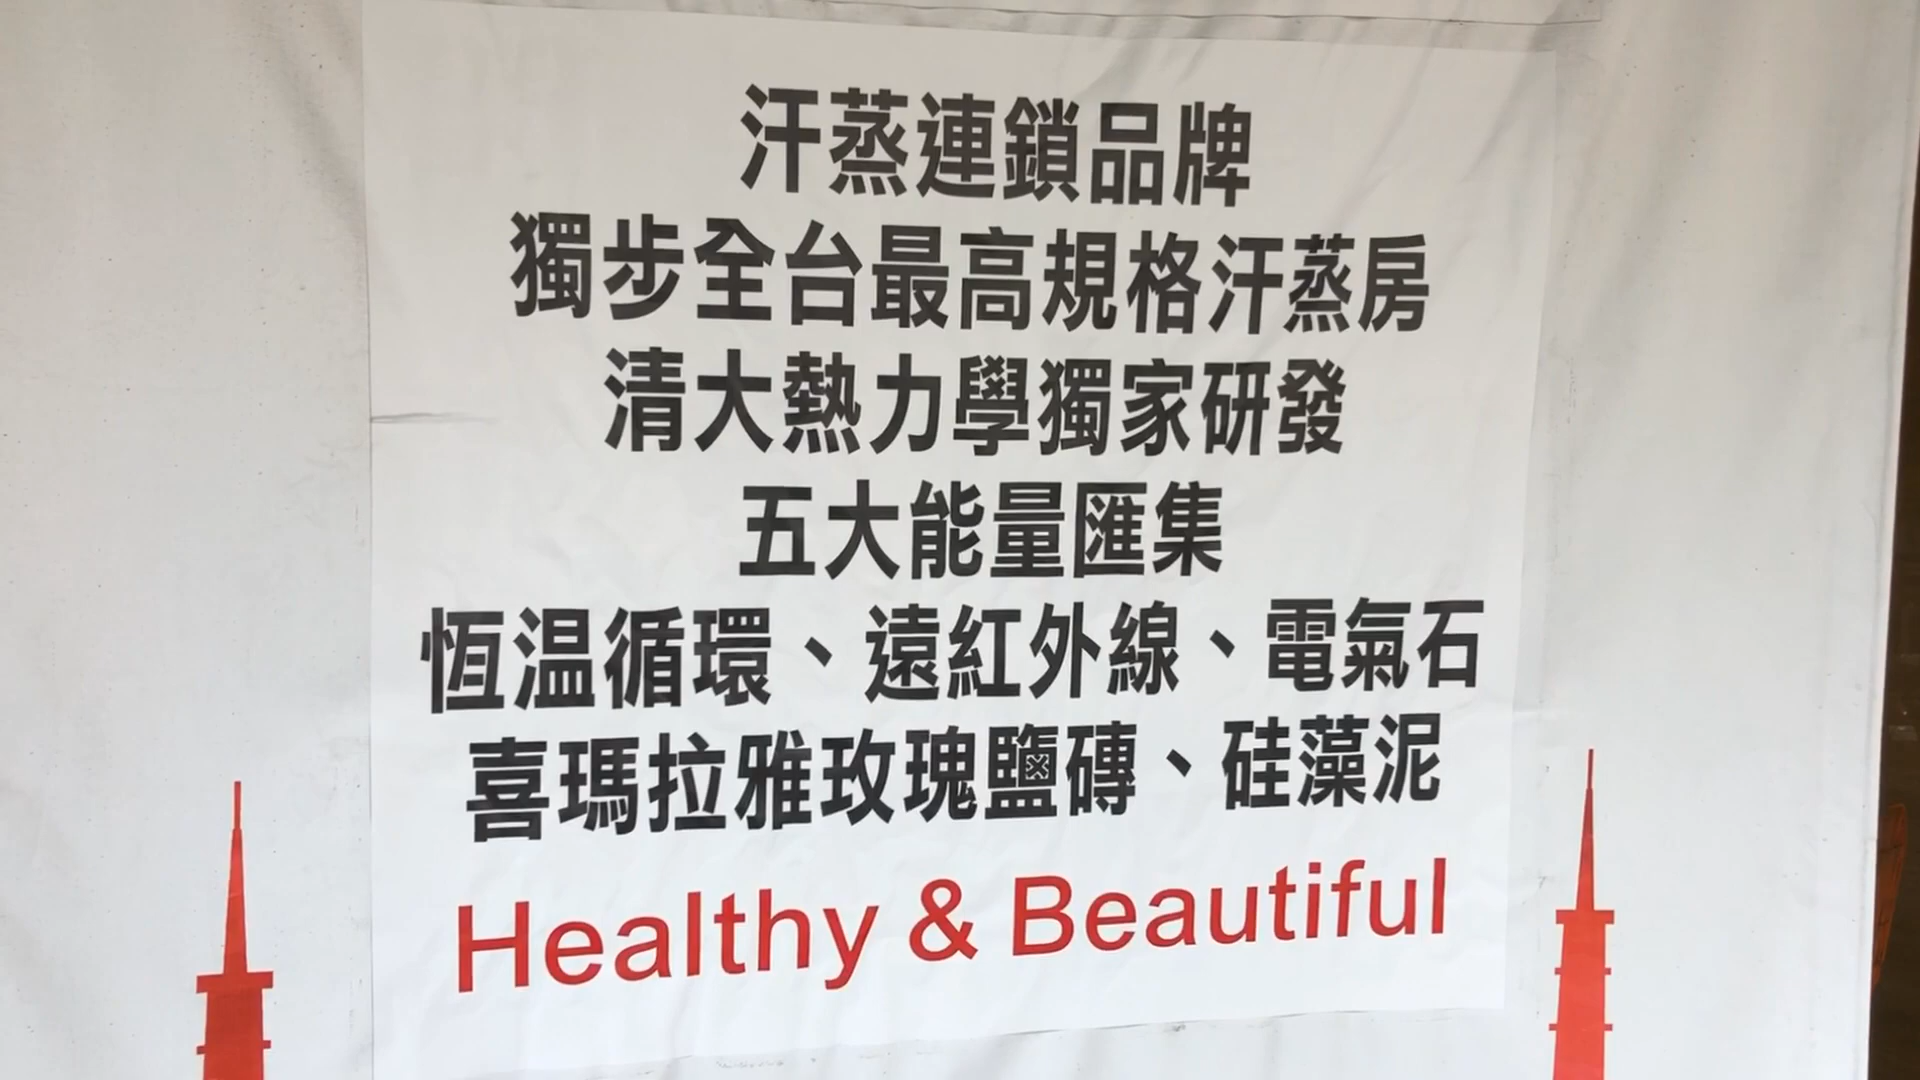 汗蒸連鎖品牌
獨步全台最高規格汗蒸房
清大熱力學獨家研發
五大能量匯集
恆温循環、遠紅外線、電氣石
喜瑪拉雅玫瑰鹽磚、硅藻泥
Healthy & Beautiful